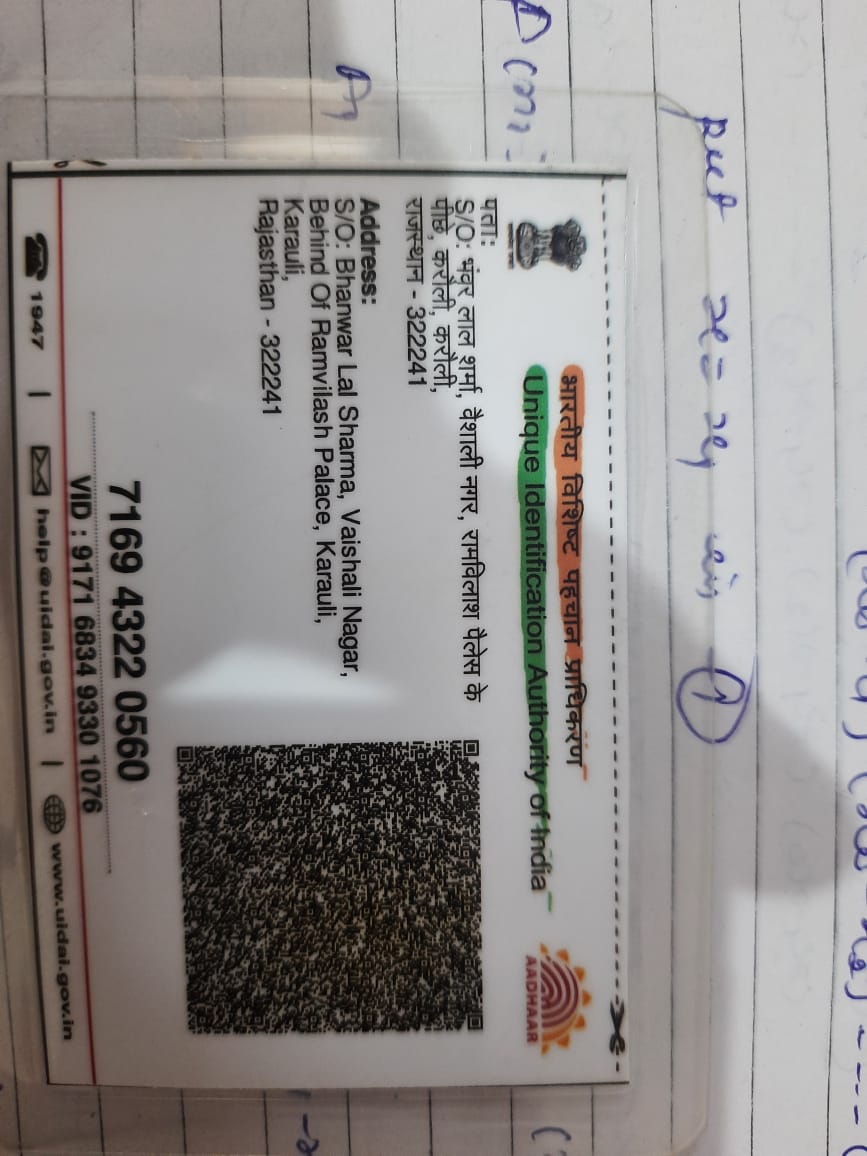 भारतीय विशिष्ट पहचान प्राधिकरण
Unique Identification Authority of India
AADHAAR
पता:
S/O: भंवर लाल शर्मा, वैशाली नगर, रामविलाश पैलेस के
पीछे, करौली, करौली,
राजस्थान - 322241
Address:
S/O: Bhanwar Lal Sharma, Vaishali Nagar,
Behind Of Ramvilash Palace, Karauli,
Karauli,
Rajasthan - 322241
7169 4322 0560
VID : 9171 6834 9330 1076
1947 | help@uidai.gov.in | www.uidai.gov.in